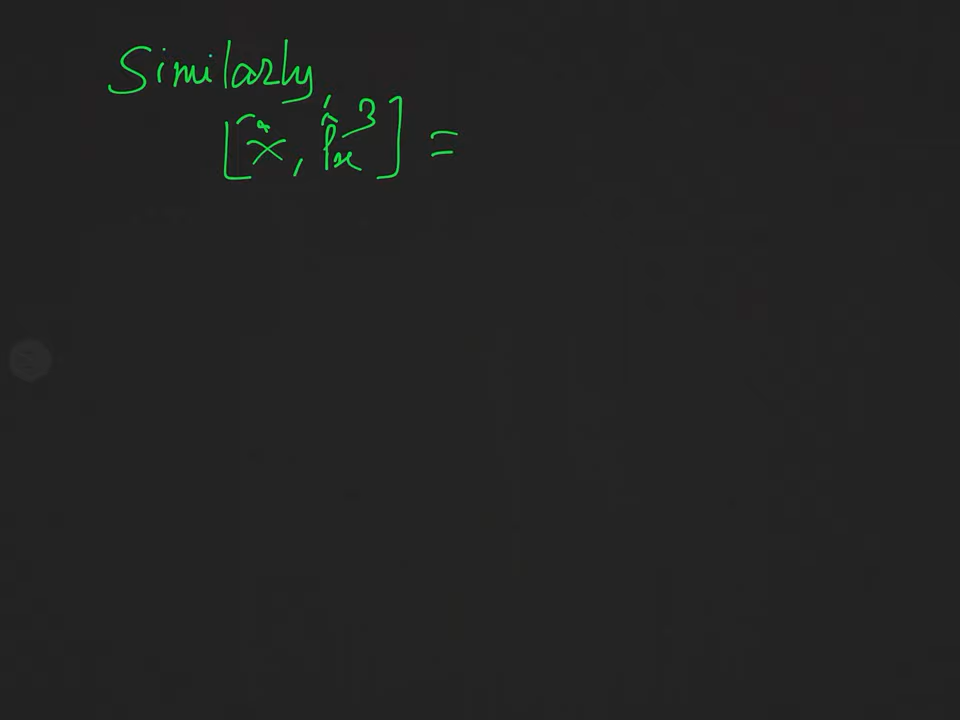 Similarly,
[x̂, p̂ₓ³] =